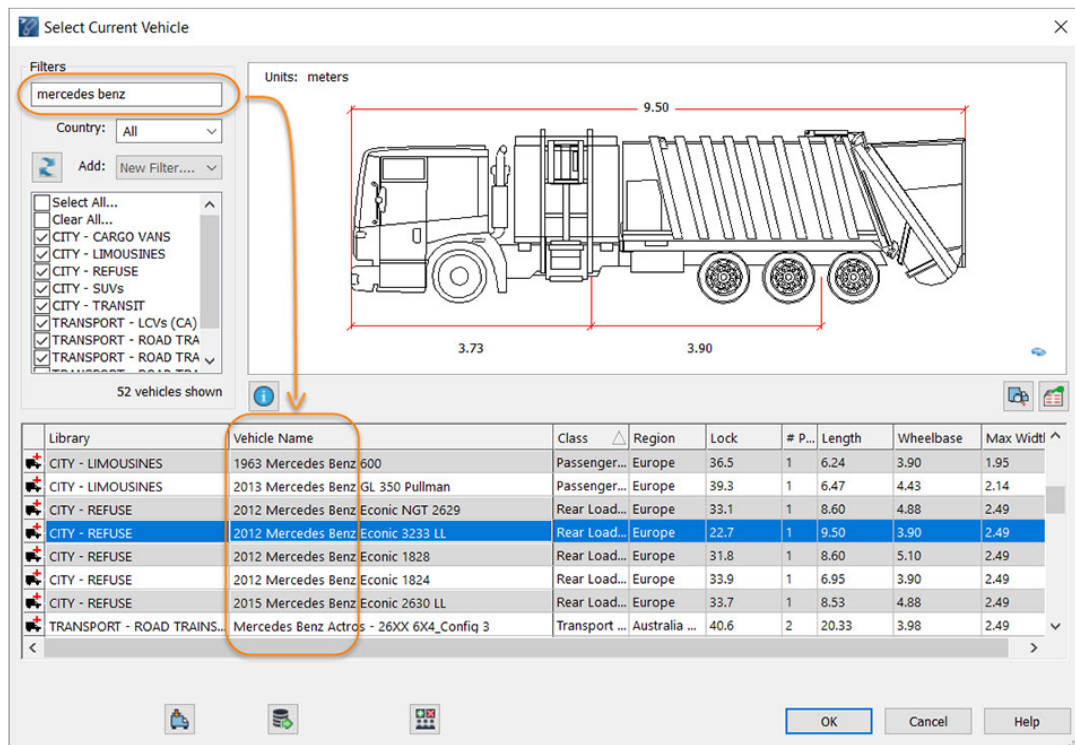 Select Current Vehicle
Filters
mercedes benz
Country: All
Add: New Filter....
Select All...
Clear All...
CITY - CARGO VANS
CITY - LIMOUSINES
CITY - REFUSE
CITY - SUVs
CITY - TRANSIT
TRANSPORT - LCVs (CA)
TRANSPORT - ROAD TRA
TRANSPORT - ROAD TRA
52 vehicles shown
Units: meters
9.50
3.73 3.90
Library Vehicle Name Class Region Lock # P... Length Wheelbase Max Widtl
CITY - LIMOUSINES 1963 Mercedes Benz 600 Passenger... Europe 36.5 1 6.24 3.90 1.95
CITY - LIMOUSINES 2013 Mercedes Benz GL 350 Pullman Passenger... Europe 39.3 1 6.47 4.43 2.14
CITY - REFUSE 2012 Mercedes Benz Econic NGT 2629 Rear Load... Europe 33.1 1 8.60 4.88 2.49
CITY - REFUSE 2012 Mercedes Benz Econic 3233 LL Rear Load... Europe 22.7 1 9.50 3.90 2.49
CITY - REFUSE 2012 Mercedes Benz Econic 1828 Rear Load... Europe 31.8 1 8.60 5.10 2.49
CITY - REFUSE 2012 Mercedes Benz Econic 1824 Rear Load... Europe 33.9 1 6.95 3.90 2.49
CITY - REFUSE 2015 Mercedes Benz Econic 2630 LL Rear Load... Europe 33.7 1 8.53 4.88 2.49
TRANSPORT - ROAD TRAINS... Mercedes Benz Actros - 26XX 6X4_Config 3 Transport ... Australia ... 40.6 2 20.33 3.98 2.49
OK Cancel Help